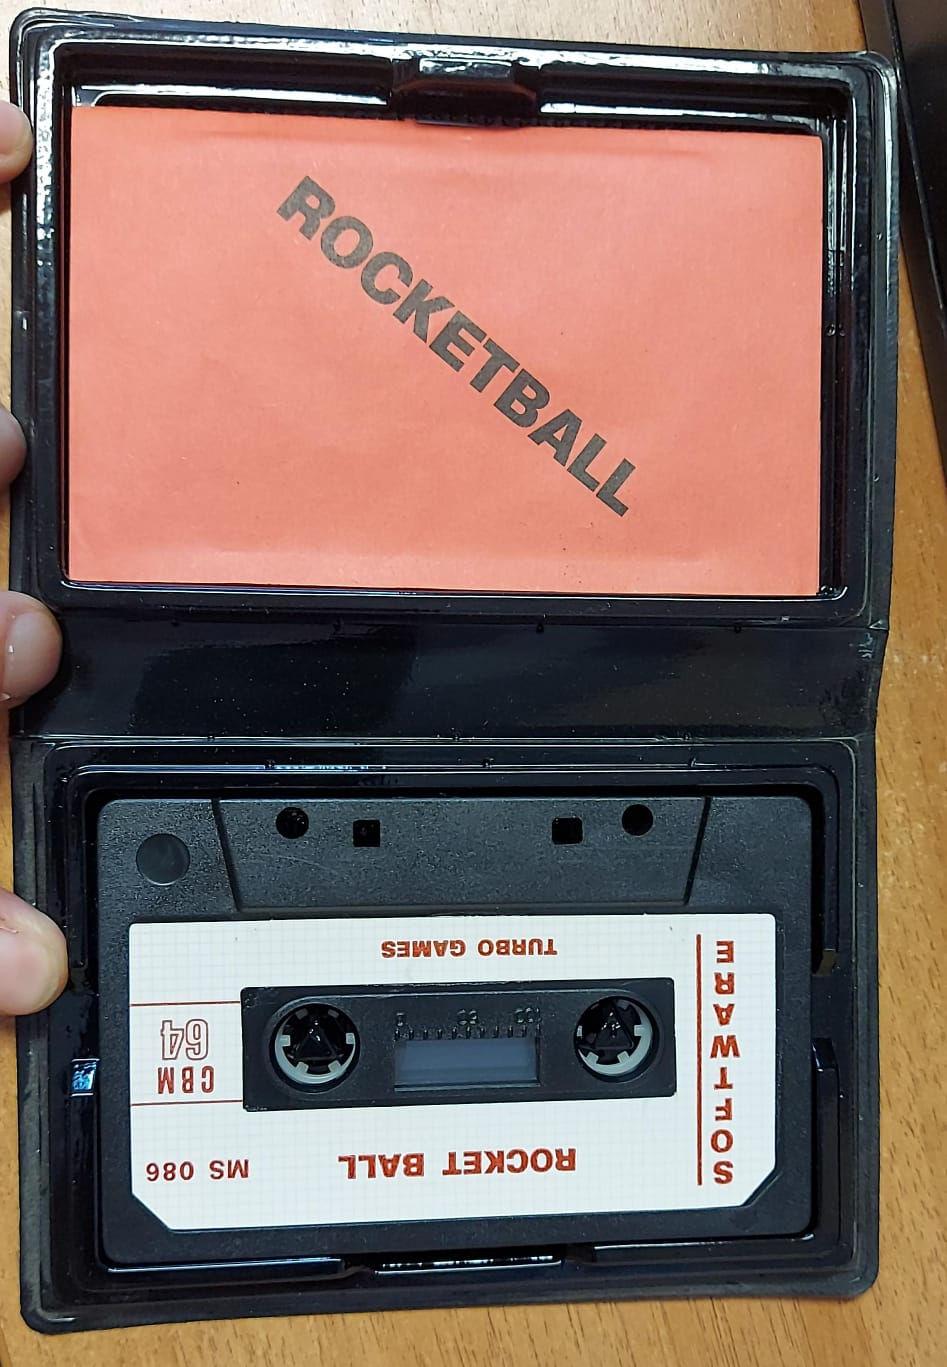 ROCKETBALL
MS 086
ROCKET BALL
SOFTWARE
CBM
64
TURBO GAMES